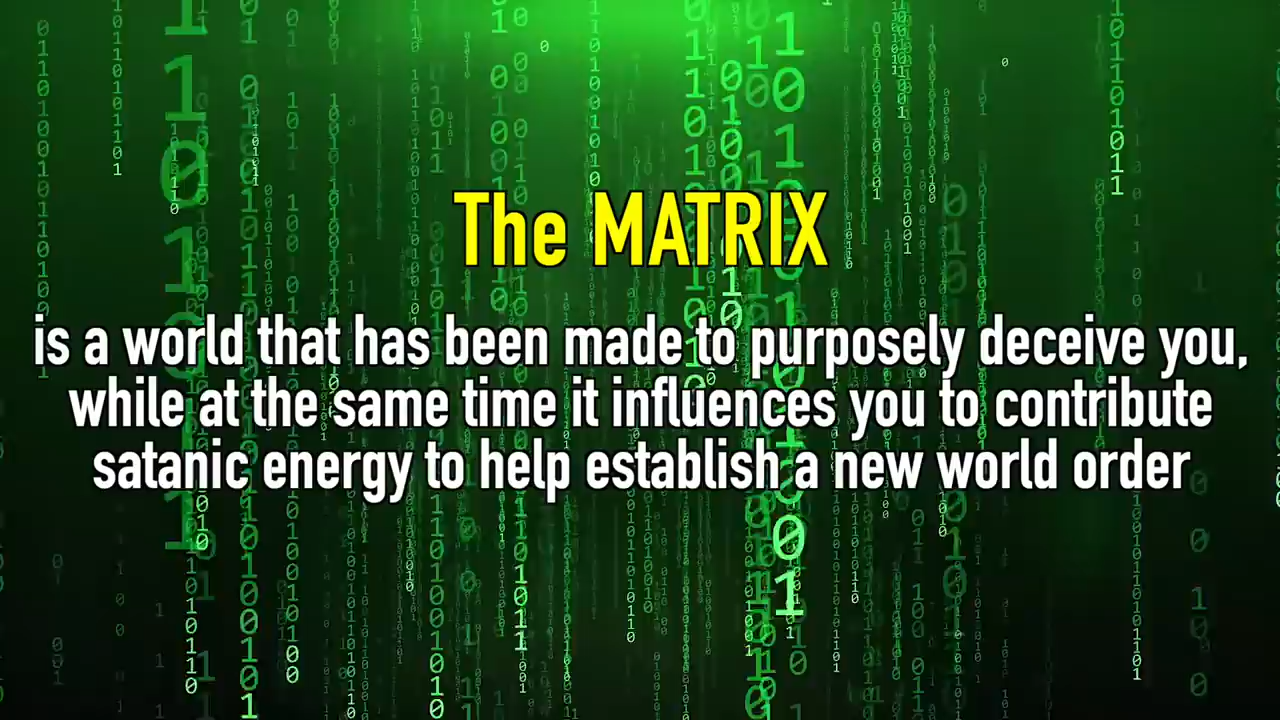 The MATRIX
is a world that has been made to purposely deceive you,
while at the same time it influences you to contribute
satanic energy to help establish a new world order